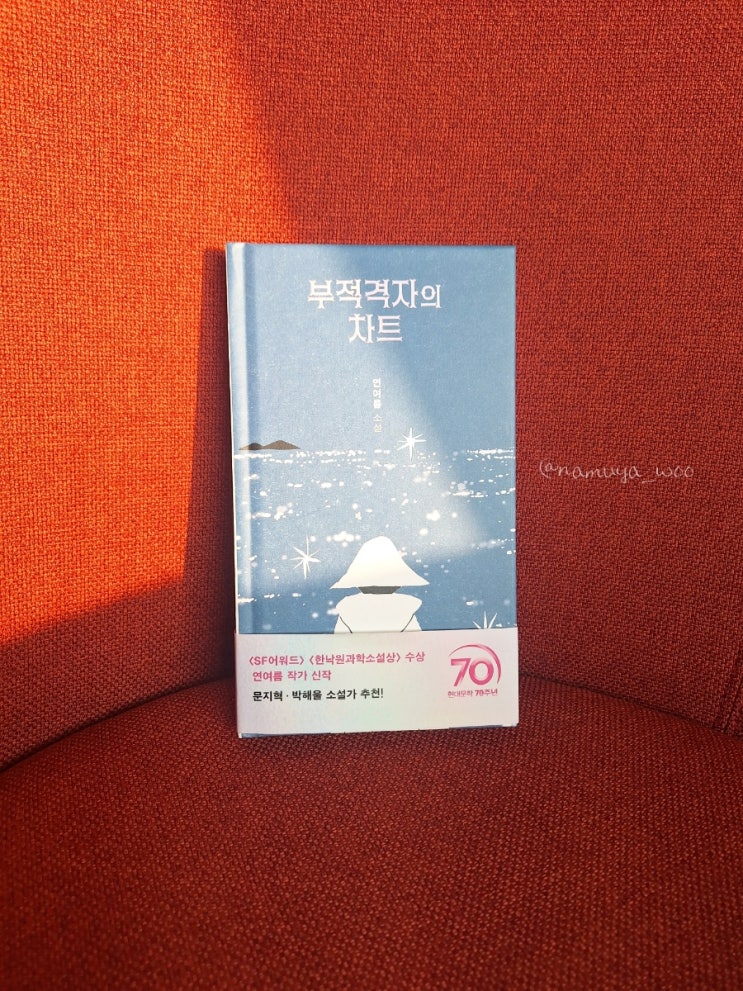 부적격자의
차트
연여름 소설
@namuya_woo
〈SF어워드〉 〈한낙원과학소설상〉 수상
연여름 작가 신작
문지혁 · 박해울 소설가 추천!
70
현대문학 70주년